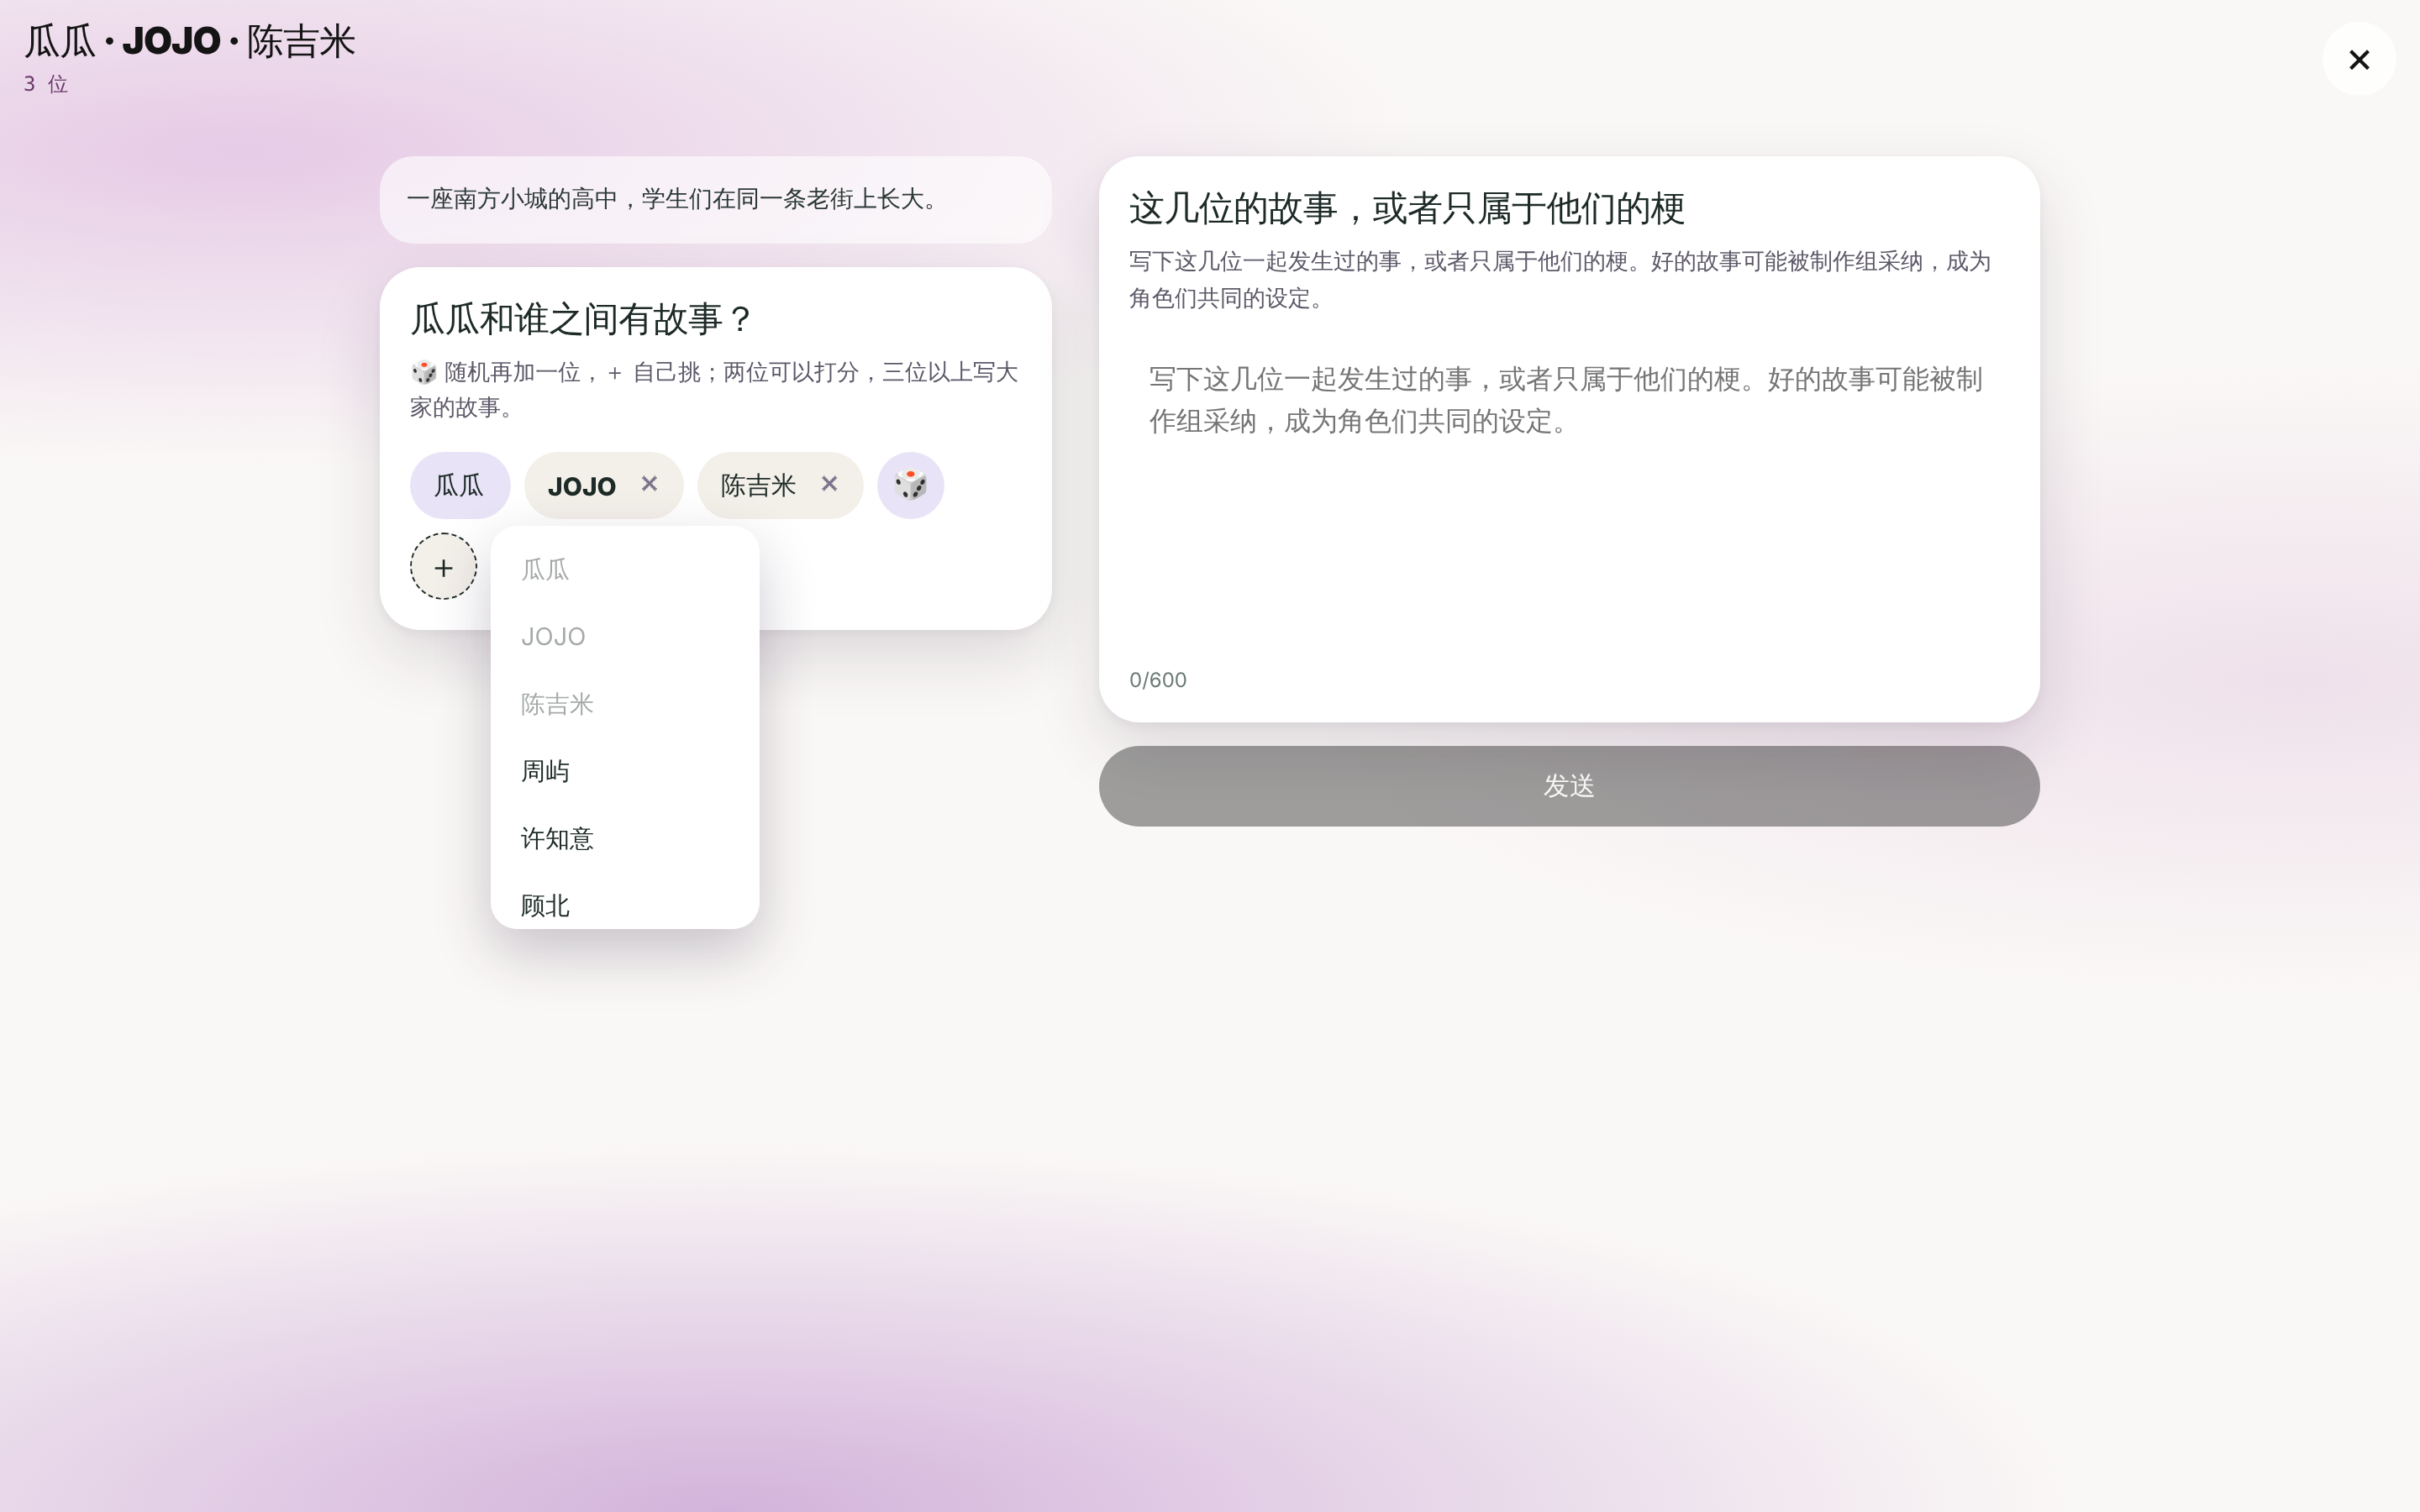 瓜瓜 · JOJO · 陈吉米
3 位
一座南方小城的高中，学生们在同一条老街上长大。
瓜瓜和谁之间有故事？
🎲 随机再加一位，＋ 自己挑；两位可以打分，三位以上写大
家的故事。
瓜瓜
JOJO ×
陈吉米 ×
🎲
＋
瓜瓜
JOJO
陈吉米
周屿
许知意
顾北
这几位的故事，或者只属于他们的梗
写下这几位一起发生过的事，或者只属于他们的梗。好的故事可能被制作组采纳，成为
角色们共同的设定。
写下这几位一起发生过的事，或者只属于他们的梗。好的故事可能被制
作组采纳，成为角色们共同的设定。
0/600
发送